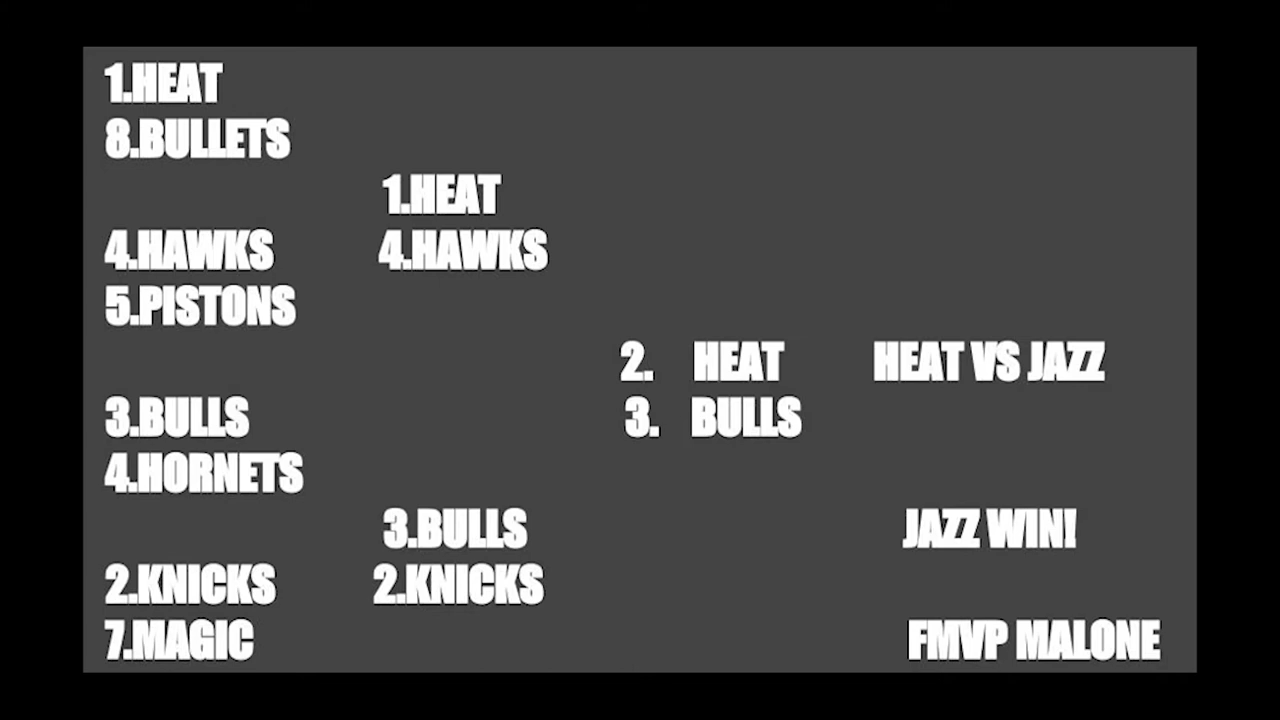 1.HEAT
8.BULLETS
1.HEAT
4.HAWKS 4.HAWKS
5.PISTONS
2. HEAT HEAT VS JAZZ
3.BULLS 3. BULLS
4.HORNETS
3.BULLS JAZZ WIN!
2.KNICKS 2.KNICKS
7.MAGIC FMVP MALONE